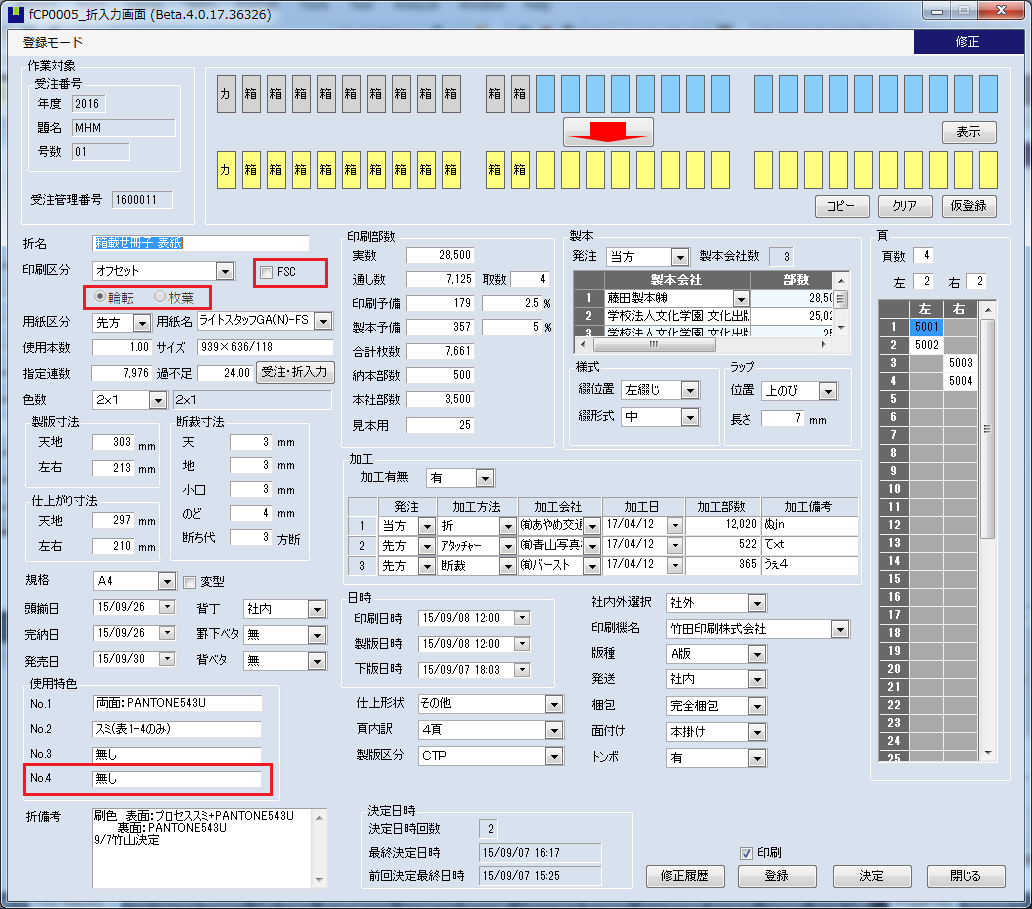 fCP0005_折入力画面 (Beta.4.0.17.36326)
登録モード
修正
作業対象
受注番号
年度 2016
題名 MHM
号数 01
受注管理番号 1600011
カ 箱 箱 箱 箱 箱 箱 箱 箱 箱 箱 箱
表示
カ 箱 箱 箱 箱 箱 箱 箱 箱 箱 箱 箱
コピー クリア 仮登録
折名 箱載せ冊子 表紙
印刷区分 オフセット FSC
輪転 枚葉
用紙区分 先方 用紙名 ライトスタッフGA(N)-FS
使用本数 1.00 サイズ 939×636/118
指定連数 7,976 過不足 24.00 受注・折入力
色数 2×1 2×1
製版寸法
天地 303 mm
左右 213 mm
仕上がり寸法
天地 297 mm
左右 210 mm
断裁寸法
天 3 mm
地 3 mm
小口 3 mm
のど 4 mm
断ち代 3 方断
規格 A4 変型
頭揃日 15/09/26 背丁 社内
完納日 15/09/26 罫下ベタ 無
発売日 15/09/30 背ベタ 無
使用特色
No.1 両面:PANTONE543U
No.2 スミ(表1-4のみ)
No.3 無し
No.4 無し
折備考 刷色 表面:プロセススミ+PANTONE543U
裏面:PANTONE543U
9/7竹山決定
印刷部数
実数 28,500
通し数 7,125 取数 4
印刷予備 179 2.5 %
製本予備 357 5 %
合計枚数 7,661
納本部数 500
本社部数 3,500
見本用 25
製本
発注 当方 製本会社数 3
製本会社 部数
1 藤田製本㈱ 28,50
2 学校法人文化学園 文化出版 25,02
3 学校法人文化学園 文化出版
様式
綴位置 左綴じ
綴形式 中
ラップ
位置 上のび
長さ 7 mm
加工
加工有無 有
発注 加工方法 加工会社 加工日 加工部数 加工備考
1 当方 折 ㈲あやめ交通 17/04/12 12,020 ぬjn
2 先方 アタッチャー ㈲青山写真 17/04/12 522 て×t
3 先方 断裁 ㈲バースト 17/04/12 365 うぇ4
日時
印刷日時 15/09/08 12:00
製版日時 15/09/08 12:00
下版日時 15/09/07 18:03
仕上形状 その他
頁内訳 4頁
製版区分 CTP
社内外選択 社外
印刷機名 竹田印刷株式会社
版種 A版
発送 社内
梱包 完全梱包
面付け 本掛け
トンボ 有
決定日時
決定日時回数 2
最終決定日時 15/09/07 16:17
前回決定最終日時 15/09/07 15:25
頁
頁数 4
左 2 右 2
左 右
1 5001
2 5002
3 5003
4 5004
5
6
7
8
9
10
11
12
13
14
15
16
17
18
19
20
21
22
23
24
25
印刷
修正履歴 登録 決定 閉じる